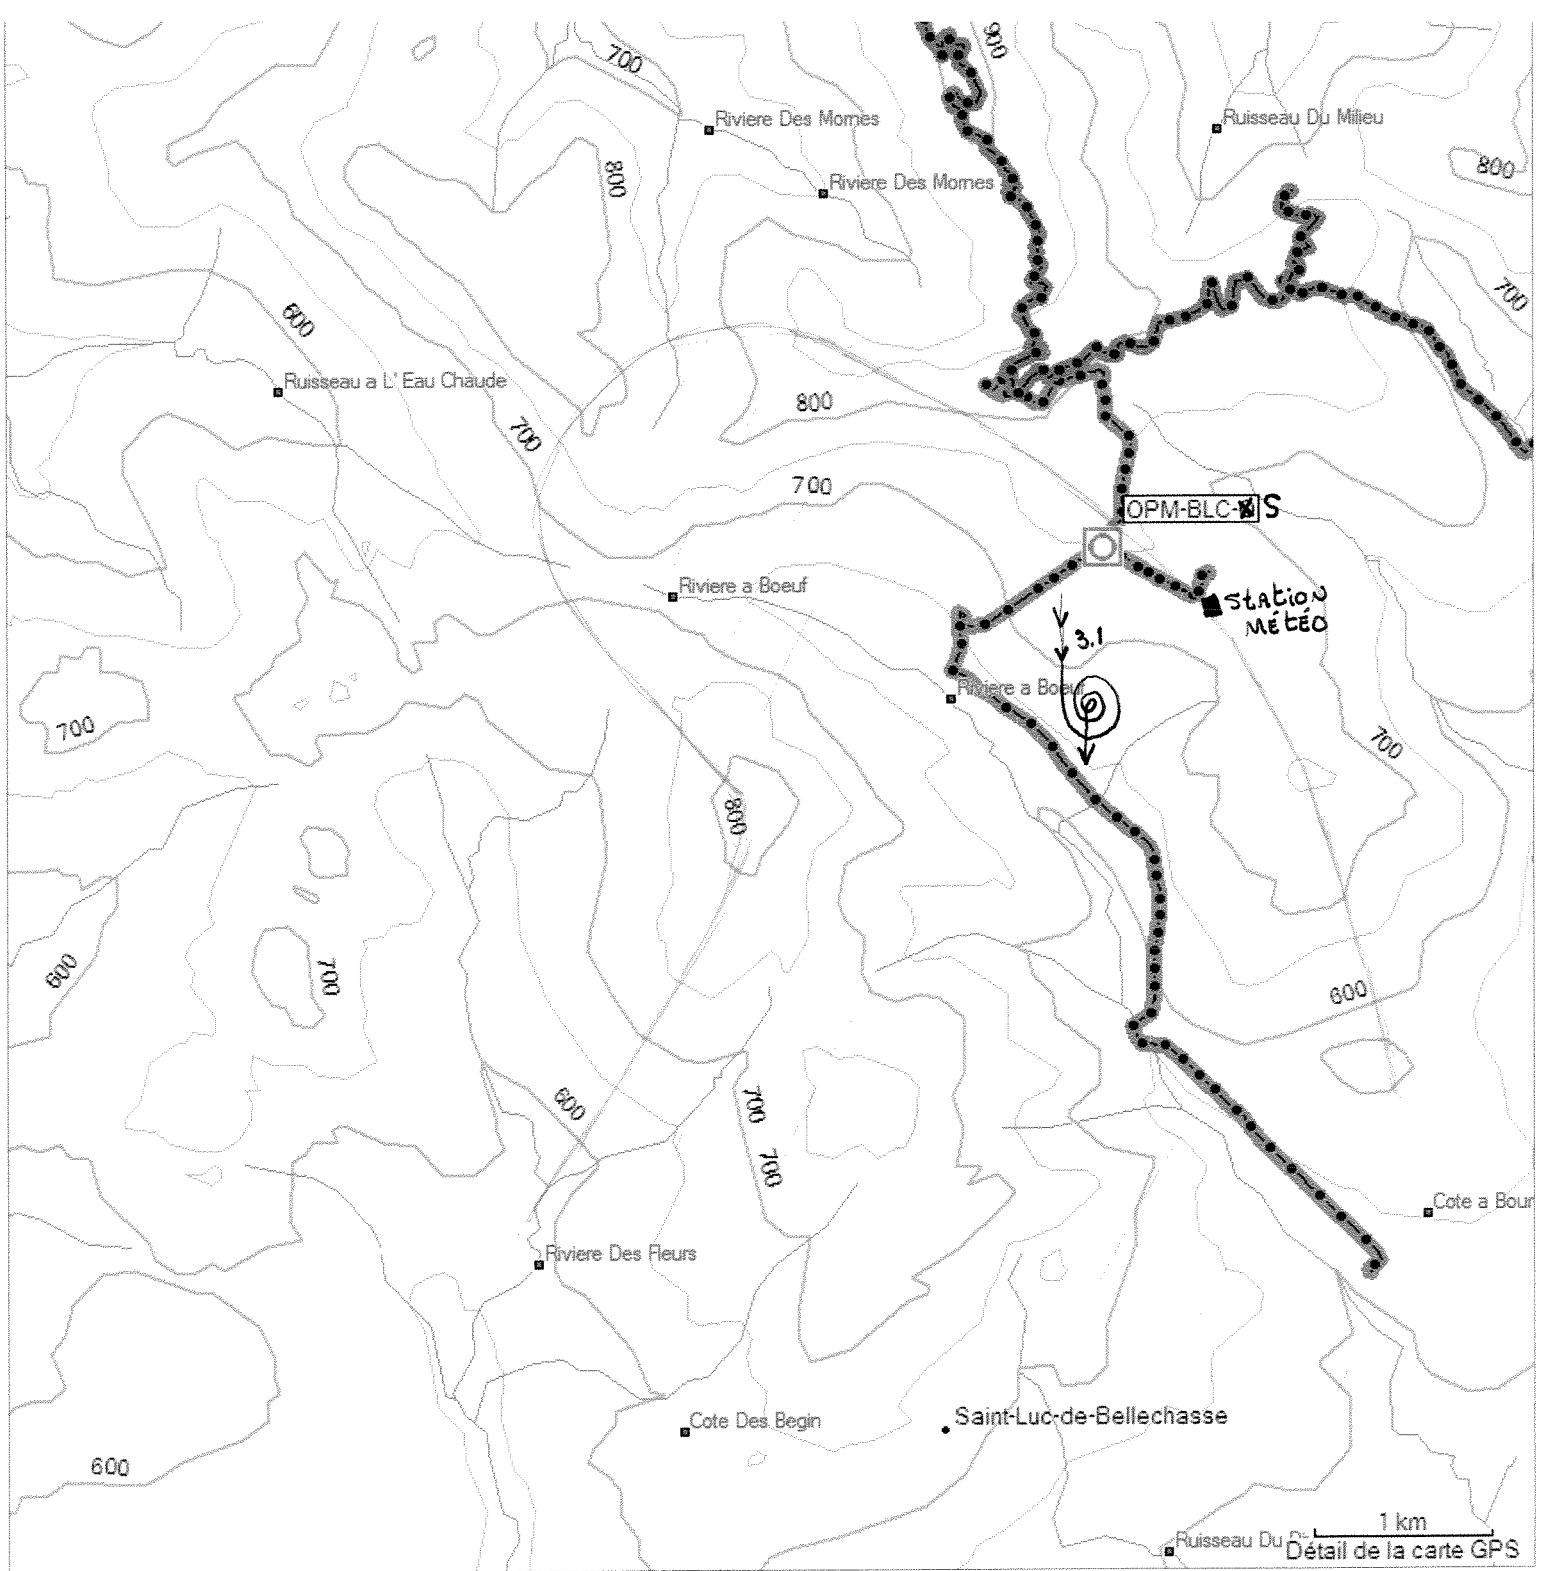 900
700
Riviere Des Mornes
Ruisseau Du Milieu
800
800
Riviere Des Mornes
700
600
Ruisseau a L' Eau Chaude
800
700
700
OPM-BLC- S
Riviere a Boeuf
STATION
MÉTÉO
3.1
Riviere a Boeuf
700
700
800
600
700
600
600
700
700
Cote a Bour
Riviere Des Fleurs
Saint-Luc-de-Bellechasse
Cote Des Begin
600
1 km
Ruisseau Du
Détail de la carte GPS